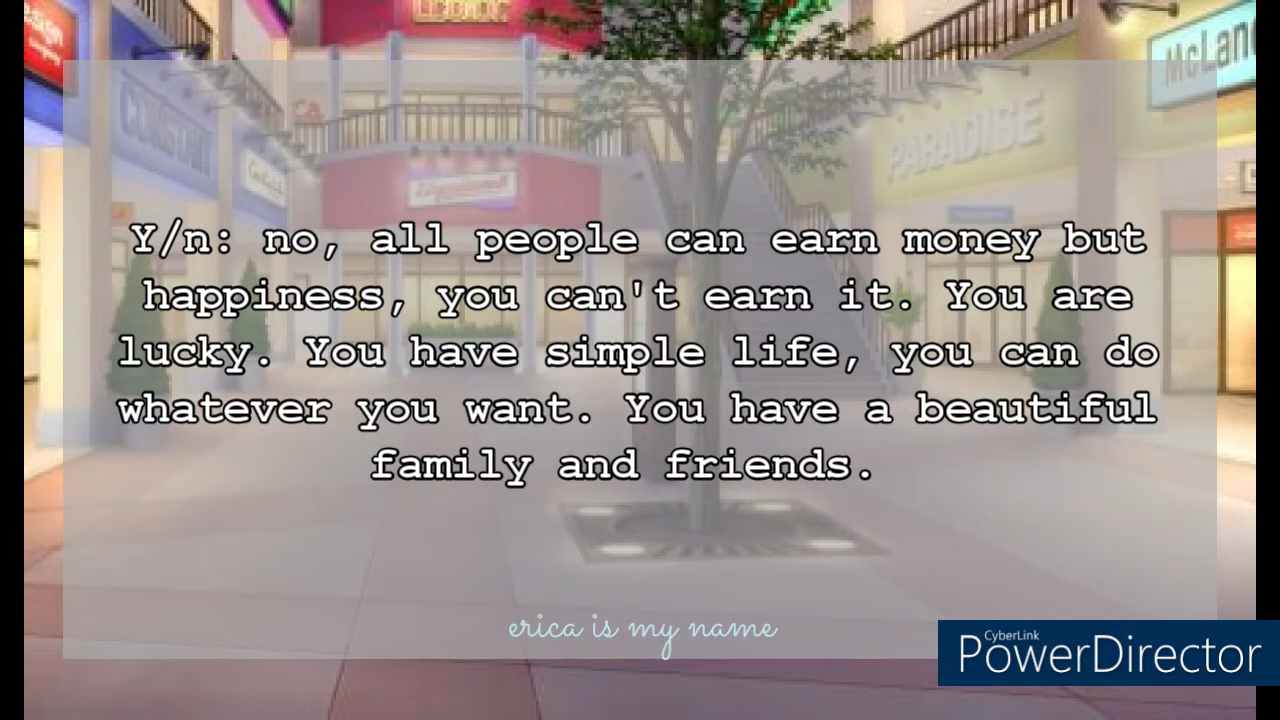 McLan
PARADISE
Y/n: no, all people can earn money but
happiness, you can't earn it. You are
lucky. You have simple life, you can do
whatever you want. You have a beautiful
family and friends.
erica is my name
CyberLink
PowerDirector